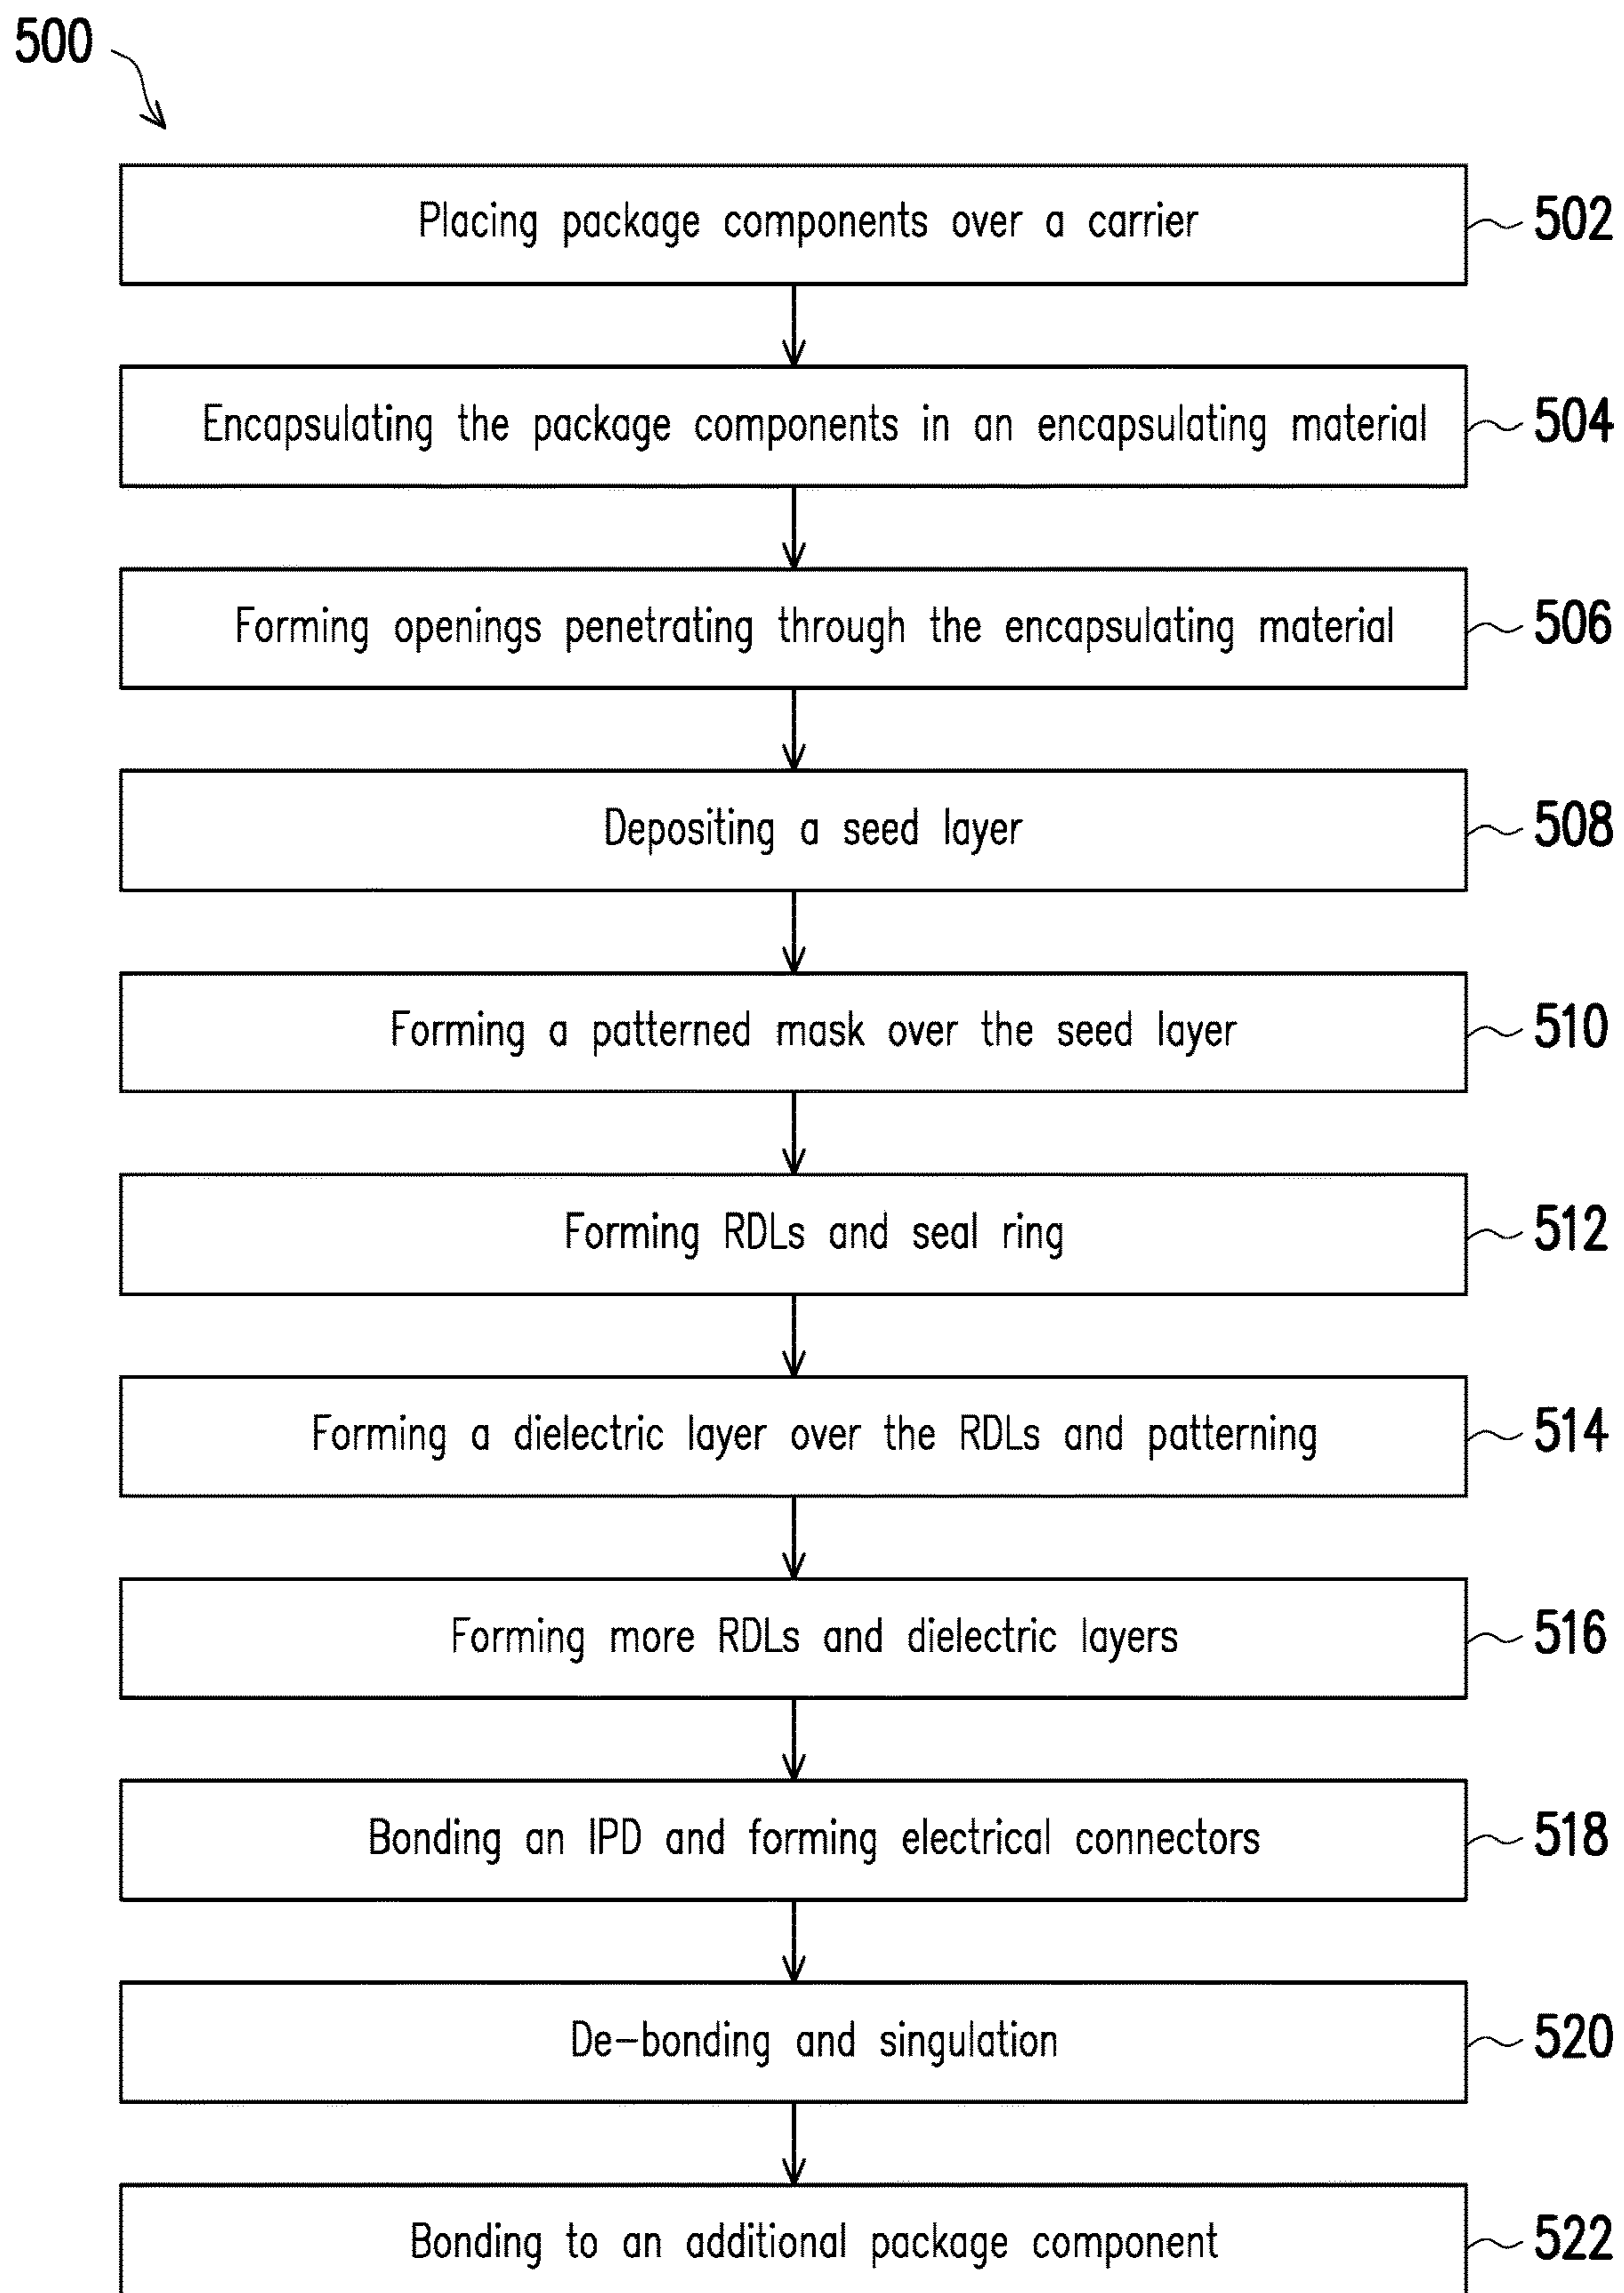 500
Placing package components over a carrier
502
Encapsulating the package components in an encapsulating material
504
Forming openings penetrating through the encapsulating material
506
Depositing a seed layer
508
Forming a patterned mask over the seed layer
510
Forming RDLs and seal ring
512
Forming a dielectric layer over the RDLs and patterning
514
Forming more RDLs and dielectric layers
516
Bonding an IPD and forming electrical connectors
518
De-bonding and singulation
520
Bonding to an additional package component
522